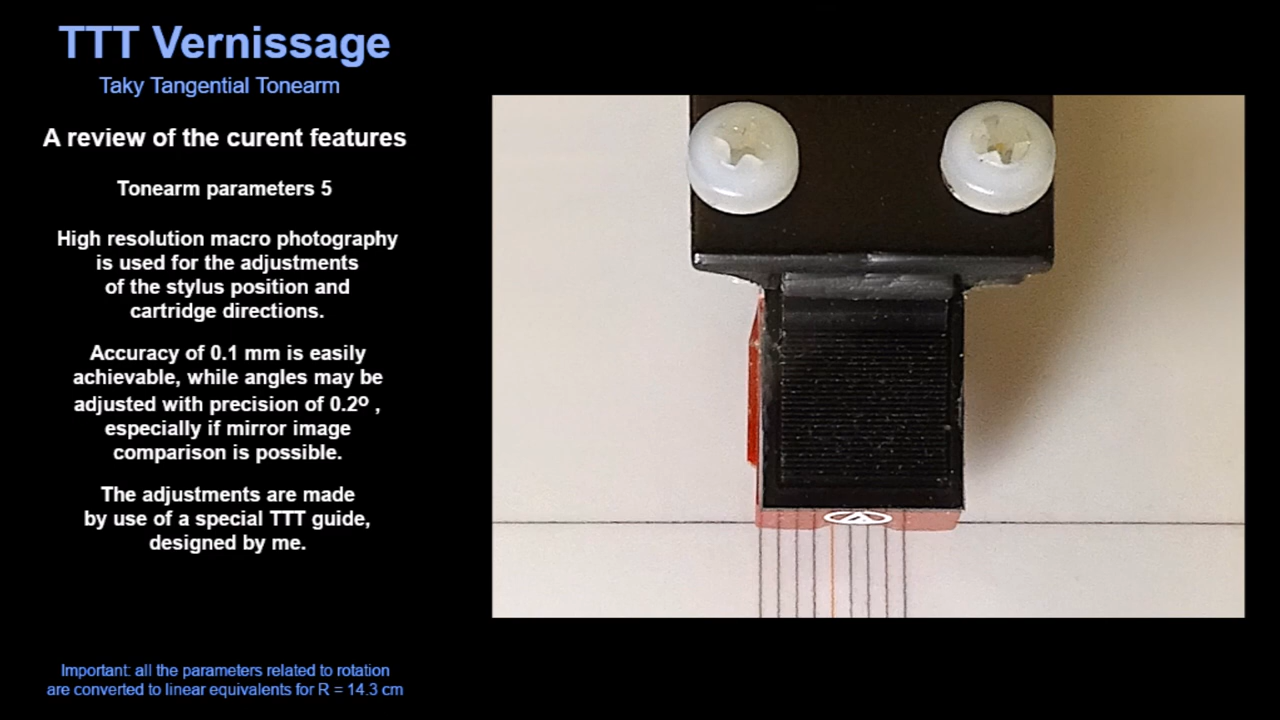 TTT Vernissage
Taky Tangential Tonearm
A review of the curent features
Tonearm parameters 5
High resolution macro photography
is used for the adjustments
of the stylus position and
cartridge directions.
Accuracy of 0.1 mm is easily
achievable, while angles may be
adjusted with precision of 0.2º ,
especially if mirror image
comparison is possible.
The adjustments are made
by use of a special TTT guide,
designed by me.
Important: all the parameters related to rotation
are converted to linear equivalents for R = 14.3 cm